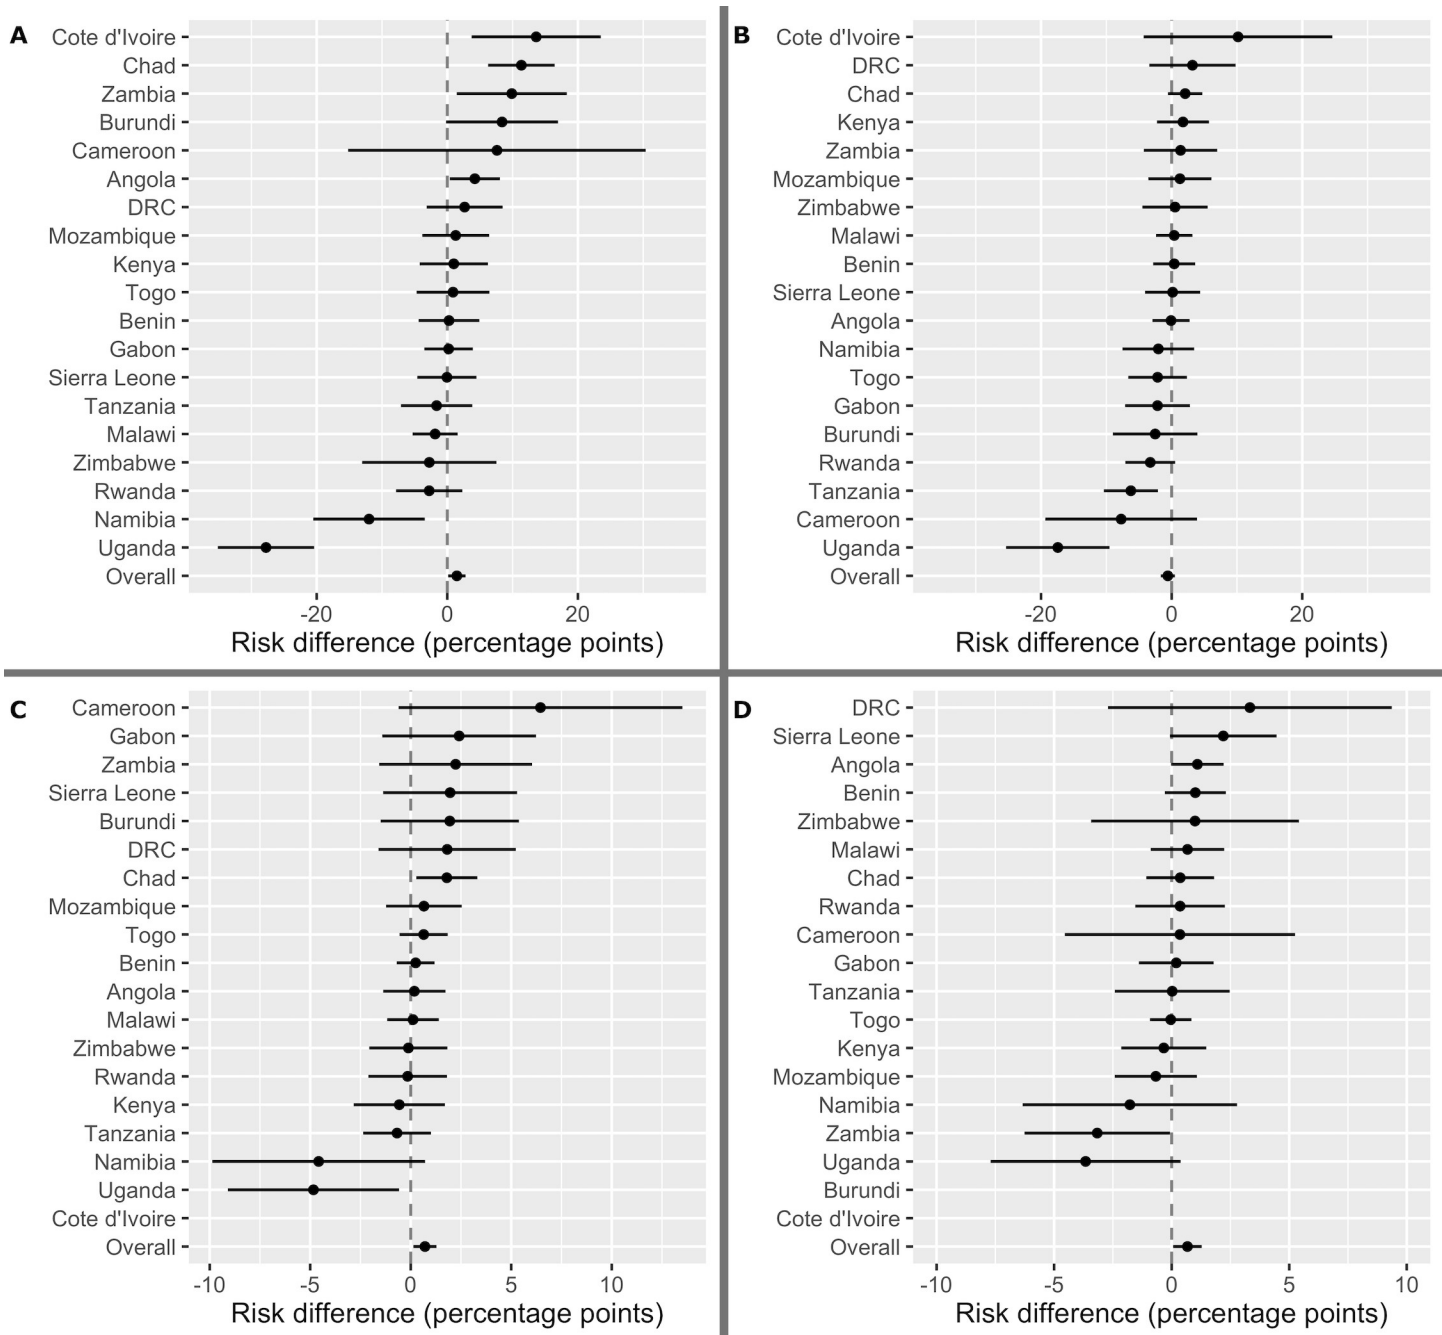 A
Cote d'Ivoire
Chad
Zambia
Burundi
Cameroon
Angola
DRC
Mozambique
Kenya
Togo
Benin
Gabon
Sierra Leone
Tanzania
Malawi
Zimbabwe
Rwanda
Namibia
Uganda
Overall
-20 0 20
Risk difference (percentage points)
B
Cote d'Ivoire
DRC
Chad
Kenya
Zambia
Mozambique
Zimbabwe
Malawi
Benin
Sierra Leone
Angola
Namibia
Togo
Gabon
Burundi
Rwanda
Tanzania
Cameroon
Uganda
Overall
-20 0 20
Risk difference (percentage points)
C
Cameroon
Gabon
Zambia
Sierra Leone
Burundi
DRC
Chad
Mozambique
Togo
Benin
Angola
Malawi
Zimbabwe
Rwanda
Kenya
Tanzania
Namibia
Uganda
Cote d'Ivoire
Overall
-10 -5 0 5 10
Risk difference (percentage points)
D
DRC
Sierra Leone
Angola
Benin
Zimbabwe
Malawi
Chad
Rwanda
Cameroon
Gabon
Tanzania
Togo
Kenya
Mozambique
Namibia
Zambia
Uganda
Burundi
Cote d'Ivoire
Overall
-10 -5 0 5 10
Risk difference (percentage points)